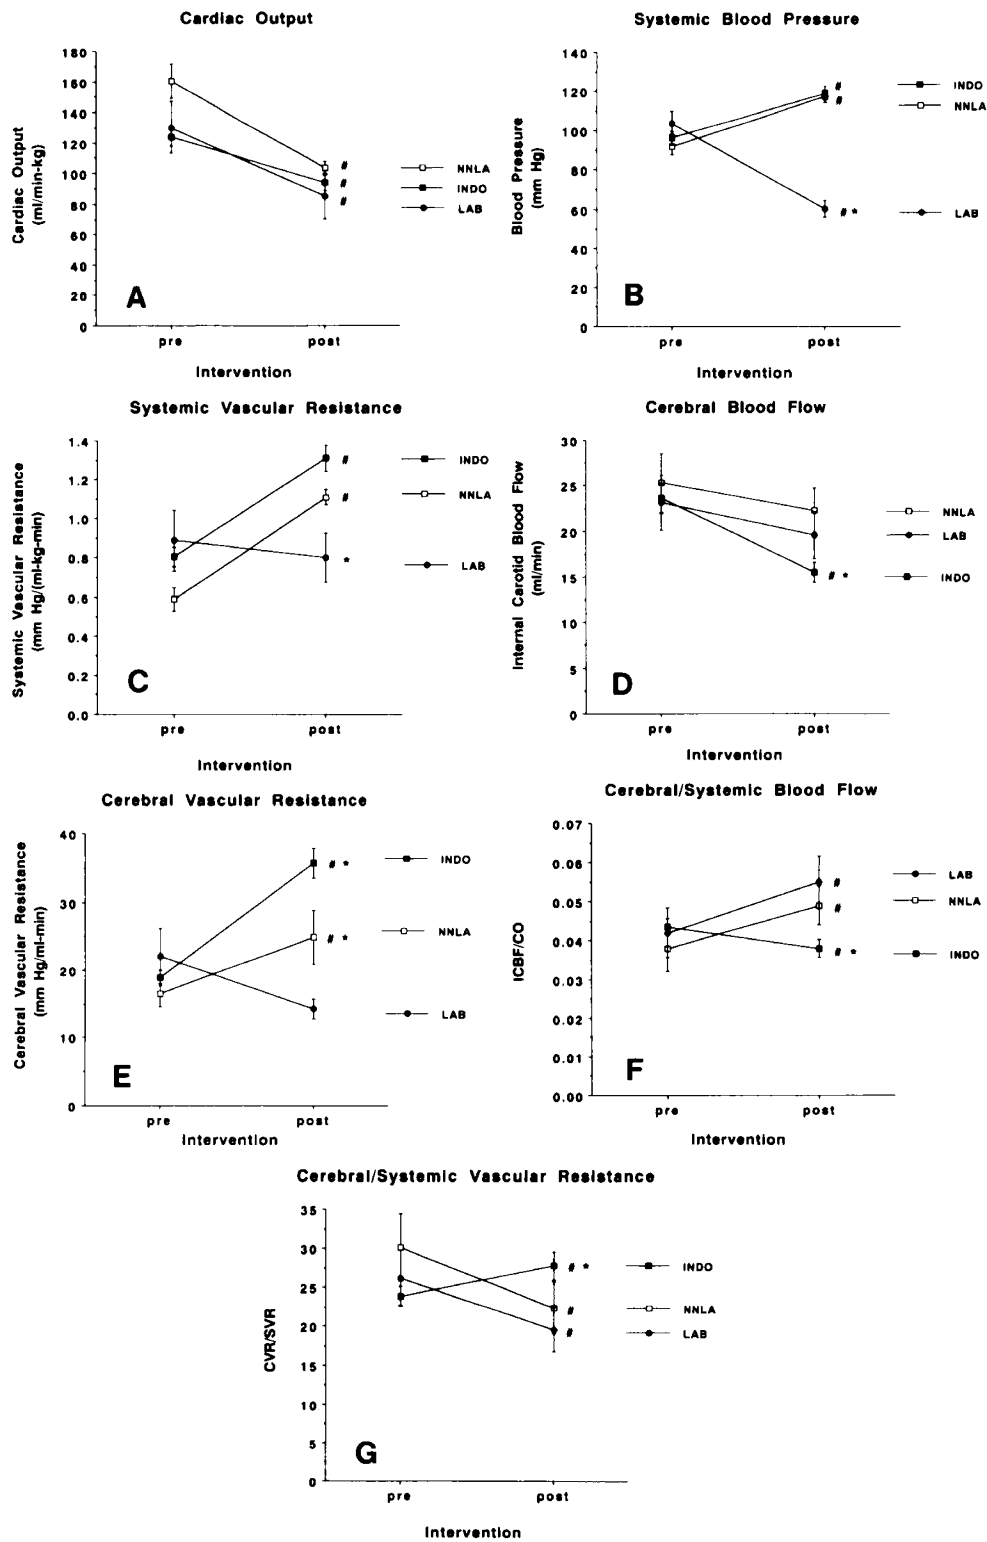 Cardiac Output
180
160
140
120
100
80
60
40
20
0
Cardiac Output
(ml/min-kg)
#
#
#
NNLA
INDO
LAB
A
pre
post
Intervention
Systemic Blood Pressure
140
120
100
80
60
40
20
0
Blood Pressure
(mm Hg)
#
#
# *
INDO
NNLA
LAB
B
pre
post
Intervention
Systemic Vascular Resistance
1.4
1.2
1.0
0.8
0.6
0.4
0.2
0.0
Systemic Vascular Resistance
(mm Hg/(ml-kg-min)
#
#
*
INDO
NNLA
LAB
C
pre
post
Intervention
Cerebral Blood Flow
30
25
20
15
10
5
0
Internal Carotid Blood Flow
(ml/min)
# *
NNLA
LAB
INDO
D
pre
post
Intervention
Cerebral Vascular Resistance
40
30
20
10
0
Cerebral Vascular Resistance
(mm Hg/ml-min)
# *
# *
INDO
NNLA
LAB
E
pre
post
Intervention
Cerebral/Systemic Blood Flow
0.07
0.06
0.05
0.04
0.03
0.02
0.01
0.00
ICBF/CO
#
#
# *
LAB
NNLA
INDO
F
pre
post
Intervention
Cerebral/Systemic Vascular Resistance
35
30
25
20
15
10
5
0
CVR/SVR
# *
#
#
INDO
NNLA
LAB
G
pre
post
Intervention